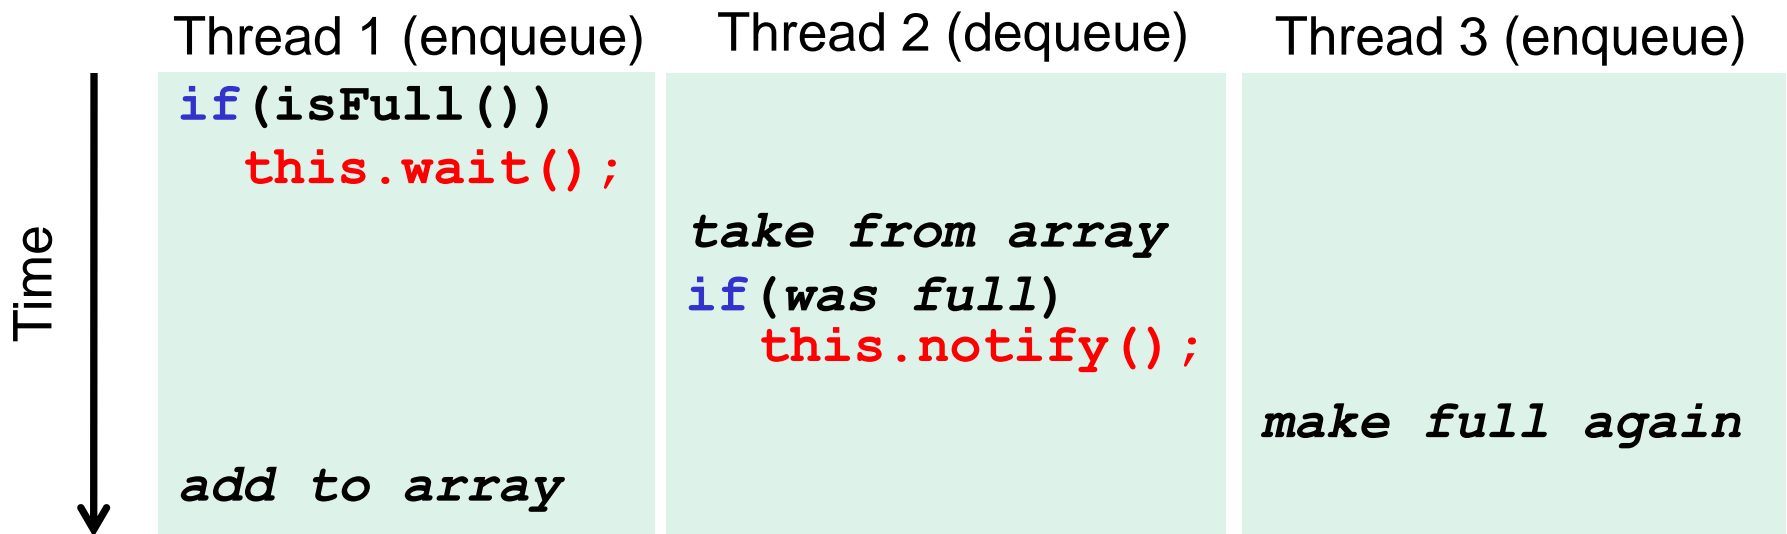 Thread 1 (enqueue)
Thread 2 (dequeue)
Thread 3 (enqueue)
Time
if(isFull())
this.wait();
take from array
if(was full)
this.notify();
make full again
add to array